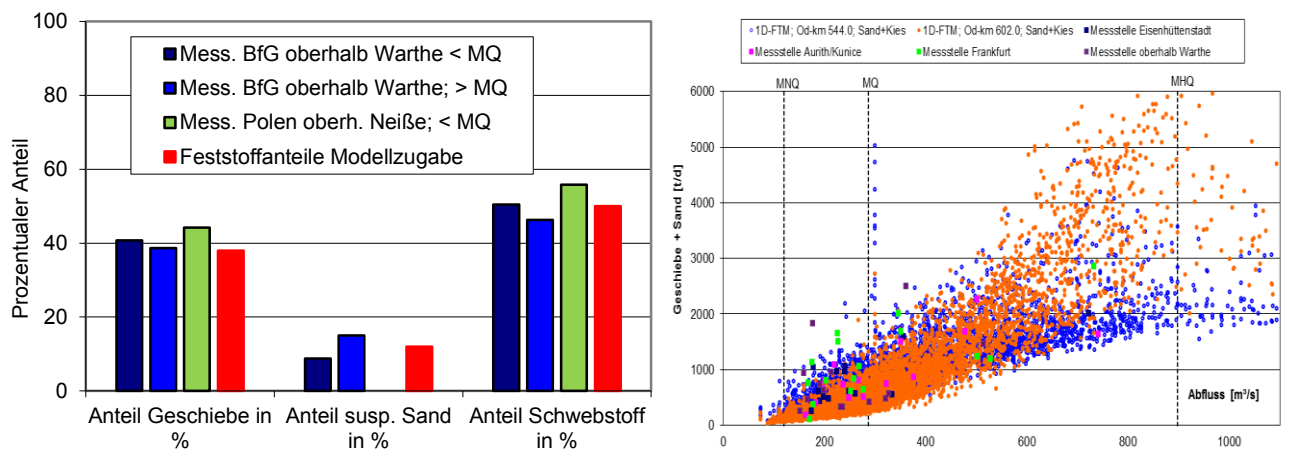 100
80
60
40
20
0
Prozentualer Anteil
Mess. BfG oberhalb Warthe < MQ
Mess. BfG oberhalb Warthe; > MQ
Mess. Polen oberh. Neiße; < MQ
Feststoffanteile Modellzugabe
Anteil Geschiebe in %
Anteil susp. Sand in %
Anteil Schwebstoff in %
1D-FTM; Od-km 544.0; Sand+Kies
1D-FTM; Od-km 602.0; Sand+Kies
Messstelle Eisenhüttenstadt
Messstelle Aurith/Kunice
Messstelle Frankfurt
Messstelle oberhalb Warthe
MNQ
MQ
MHQ
6000
5000
4000
3000
2000
1000
0
Geschiebe + Sand [t/d]
Abfluss [m³/s]
0
200
400
600
800
1000